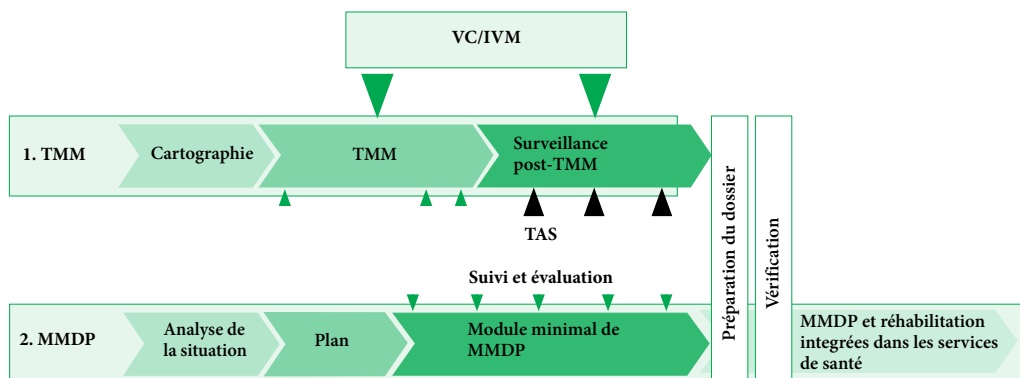 VC/IVM
1. TMM
Cartographie
TMM
Surveillance
post-TMM
TAS
Suivi et évaluation
2. MMDP
Analyse de
la situation
Plan
Module minimal de
MMDP
Préparation du dossier
Vérification
MMDP et réhabilitation
integrées dans les services
de santé